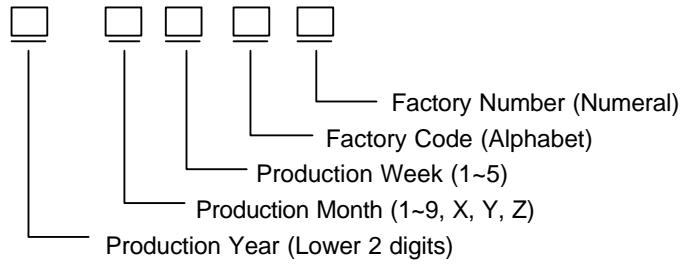 Factory Number (Numeral)
Factory Code (Alphabet)
Production Week (1~5)
Production Month (1~9, X, Y, Z)
Production Year (Lower 2 digits)